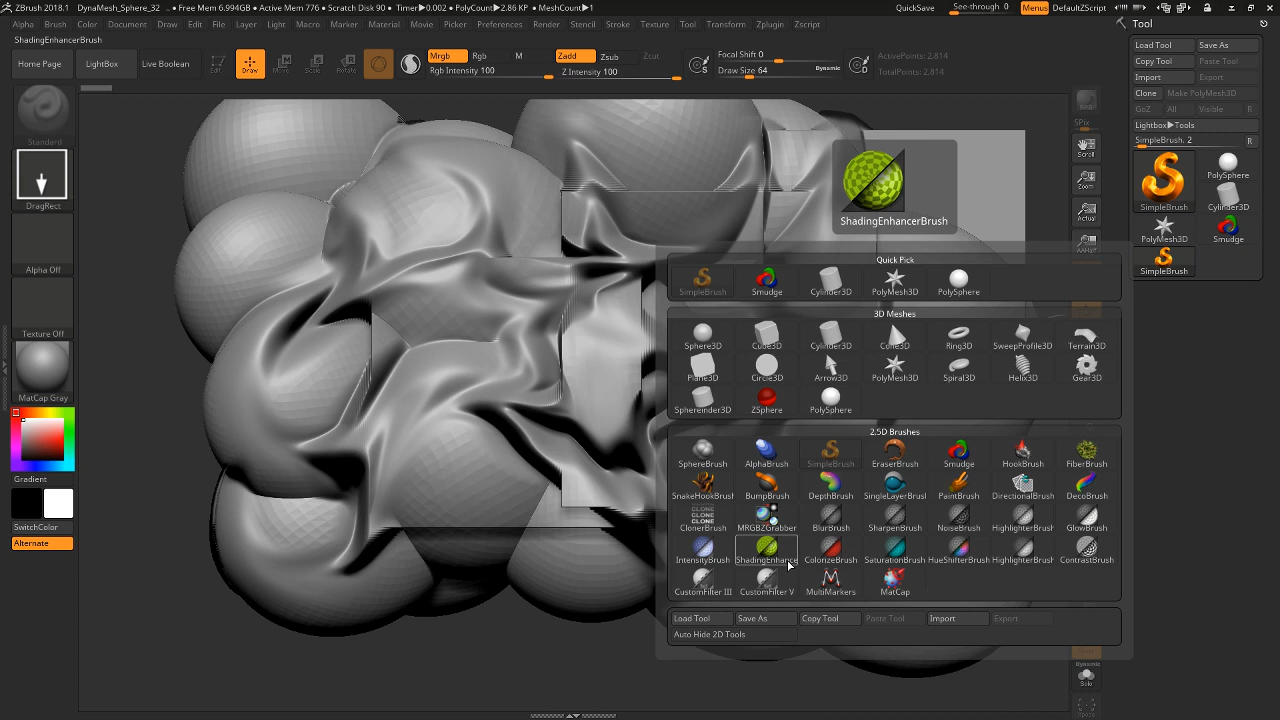 ZBrush 2018.1 DynaMesh_Sphere_32 .. • Free Mem 6.994GB • Active Mem 776 • Scratch Disk 90 • Timer▶0.002 • PolyCount▶2.86 KP • MeshCount▶1 QuickSave See-through 0 Menus DefaultZScript
Alpha Brush Color Document Draw Edit File Layer Light Macro Marker Material Movie Picker Preferences Render Stencil Stroke Texture Tool Transform Zplugin Zscript
ShadingEnhancerBrush
Home Page LightBox Live Boolean Edit Draw Move Scale Rotate
Mrgb Rgb M
Rgb Intensity 100
Zadd Zsub Zcut
Z Intensity 100
S
Focal Shift 0
Draw Size 64 Dynamic
D
ActivePoints: 2,814
TotalPoints: 2,814
Standard
DragRect
Alpha Off
Texture Off
MatCap Gray
Gradient
SwitchColor
Alternate
ShadingEnhancerBrush
Quick Pick
SimpleBrush Smudge Cylinder3D PolyMesh3D PolySphere
3D Meshes
Sphere3D Cube3D Cylinder3D Cone3D Ring3D SweepProfile3D Terrain3D
Plane3D Circle3D Arrow3D PolyMesh3D Spiral3D Helix3D Gear3D
Sphereinder3D ZSphere PolySphere
2.5D Brushes
SphereBrush AlphaBrush SimpleBrush EraserBrush Smudge HookBrush FiberBrush
SnakeHookBrush BumpBrush DepthBrush SingleLayerBrusl PaintBrush DirectionalBrush DecoBrush
CLONE
CLONE
CLONE
ClonerBrush MRGBZGrabber BlurBrush SharpenBrush NoiseBrush HighlighterBrush GlowBrush
IntensityBrush ShadingEnhance ColorizeBrush SaturationBrush HueShifterBrush HighlighterBrush ContrastBrush
CustomFilter III CustomFilter V MultiMarkers MatCap
Load Tool Save As Copy Tool Paste Tool Import Export
Auto Hide 2D Tools
SPix
Scroll
Zoom
Actual
Dynamic
Solo
Tool
Load Tool Save As
Copy Tool Paste Tool
Import Export
Clone Make PolyMesh3D
GoZ All Visible R
Lightbox▶Tools
SimpleBrush. 2 R
SimpleBrush PolySphere
Cylinder3D
PolyMesh3D Smudge
SimpleBrush